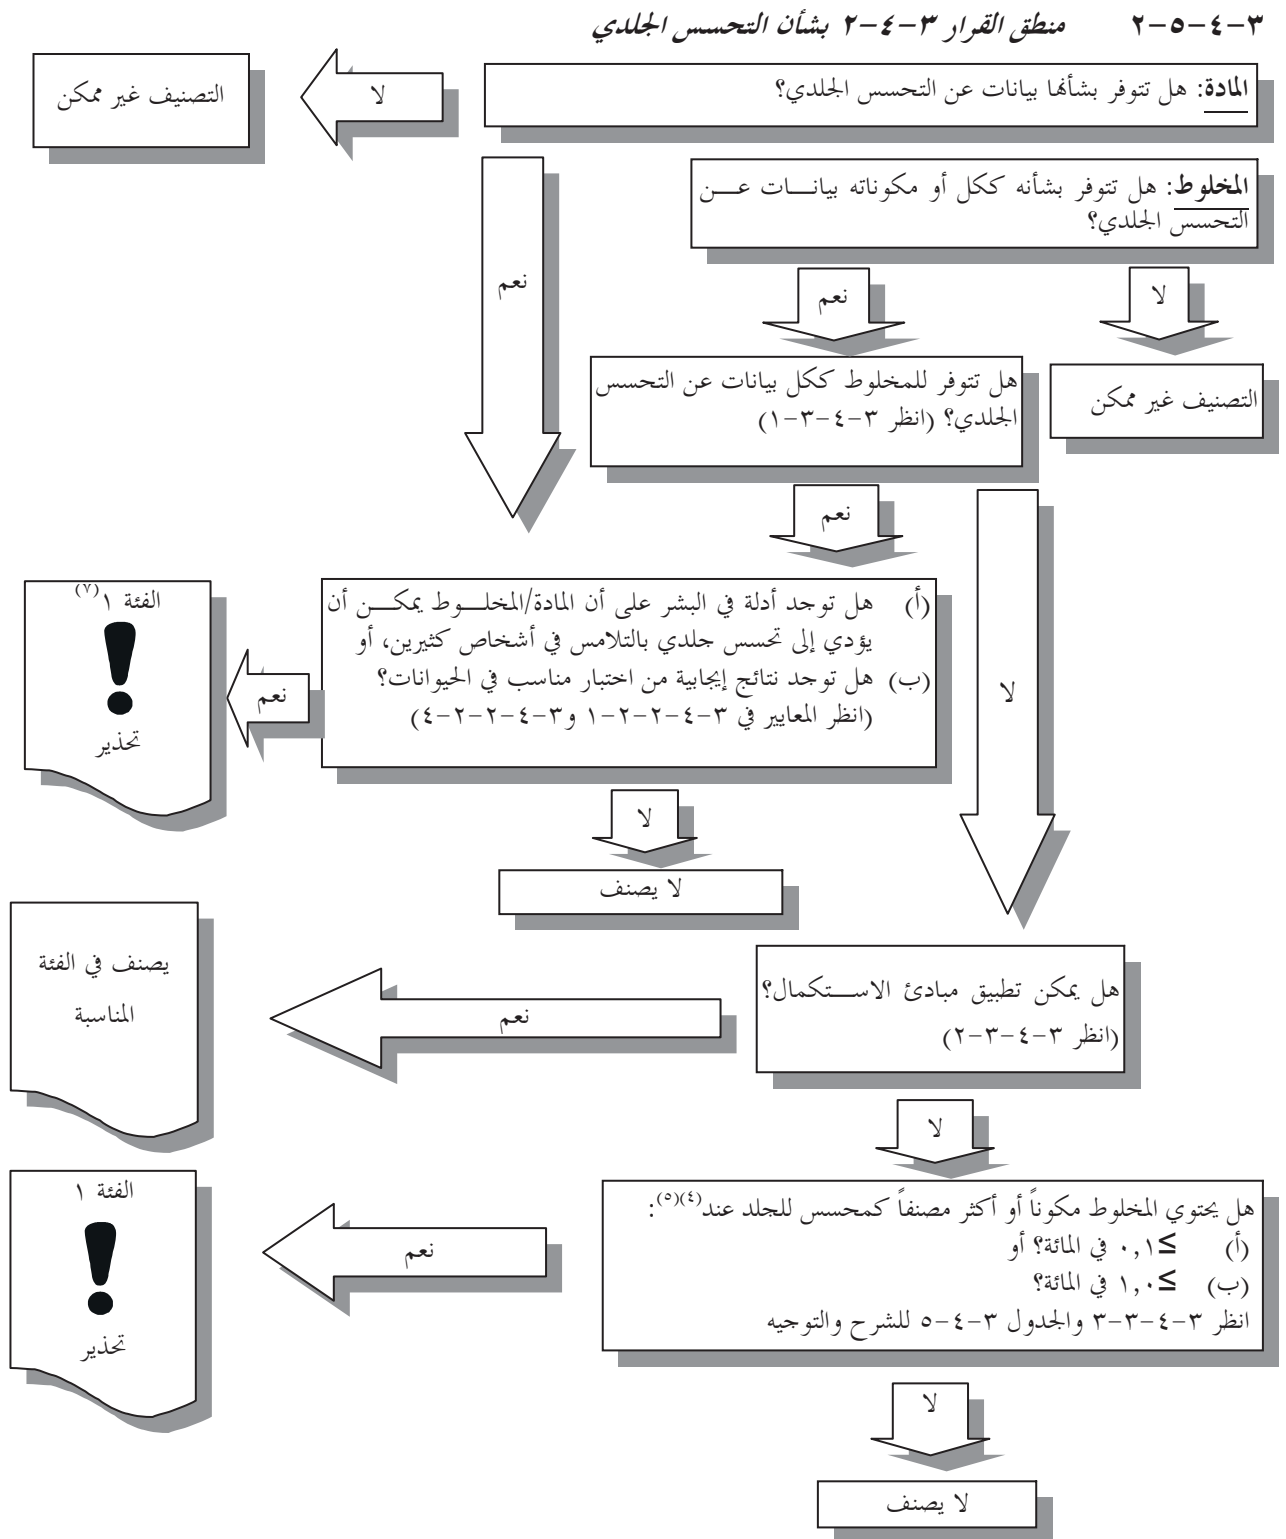 ٣-٤-٥-٢ منطق القرار ٣-٤-٢ بشأن التحسس الجلدي
المادة: هل تتوفر بشأنها بيانات عن التحسس الجلدي؟
لا
التصنيف غير ممكن
المخلوط: هل تتوفر بشأنه ككل أو مكوناته بيانات عن
التحسس الجلدي؟
نعم
نعم
لا
هل تتوفر للمخلوط ككل بيانات عن التحسس
الجلدي؟ (انظر ٣-٤-٣-١)
التصنيف غير ممكن
نعم
لا
(أ) هل توجد أدلة في البشر على أن المادة/المخلوط يمكن أن
يؤدي إلى تحسس جلدي بالتلامس في أشخاص كثيرين، أو
(ب) هل توجد نتائج إيجابية من اختبار مناسب في الحيوانات؟
(انظر المعايير في ٣-٤-٢-٢-١ و٣-٤-٢-٢-٤)
نعم
الفئة ١(٧)
تحذير
لا
لا يصنف
هل يمكن تطبيق مبادئ الاستكمال؟
(انظر ٣-٤-٣-٢)
نعم
يصنف في الفئة
المناسبة
لا
هل يحتوي المخلوط مكوناً أو أكثر مصنفاً كمحسس للجلد عند(٤)(٥):
(أ) ≥٠,١ في المائة؟ أو
(ب) ≥١,٠ في المائة؟
انظر ٣-٤-٣-٣ والجدول ٣-٤-٥ للشرح والتوجيه
نعم
الفئة ١
تحذير
لا
لا يصنف